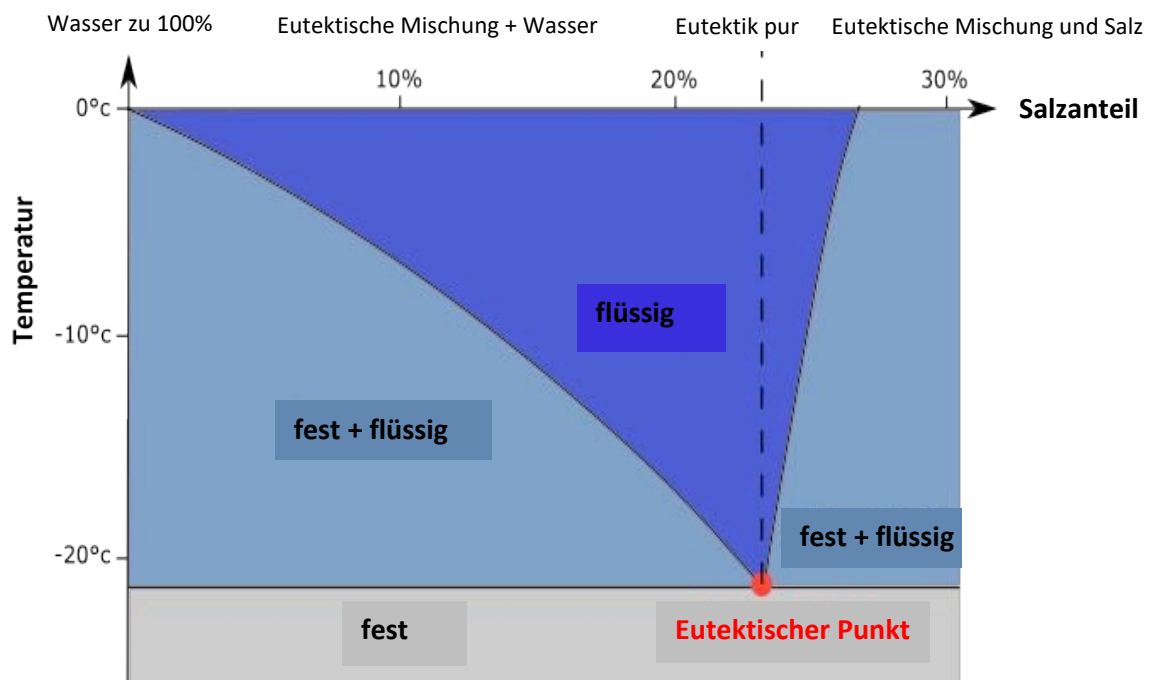 Wasser zu 100%
Eutektische Mischung + Wasser
Eutektik pur
Eutektische Mischung und Salz
10%
20%
30%
0°c
Salzanteil
Temperatur
flüssig
-10°c
fest + flüssig
fest + flüssig
-20°c
fest
Eutektischer Punkt